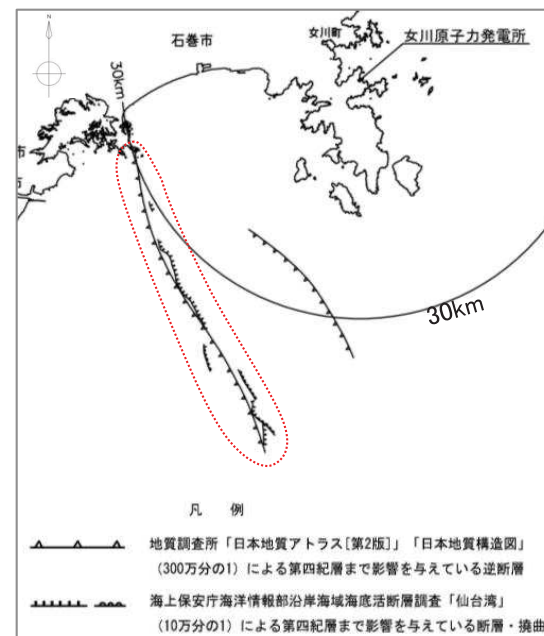 N
石巻市
女川町
女川原子力発電所
30km
市
市
30km
凡 例
地質調査所「日本地質アトラス[第2版]」「日本地質構造図」
(300万分の1)による第四紀層まで影響を与えている逆断層
海上保安庁海洋情報部沿岸海域海底活断層調査「仙台湾」
(10万分の1)による第四紀層まで影響を与えている断層・撓曲